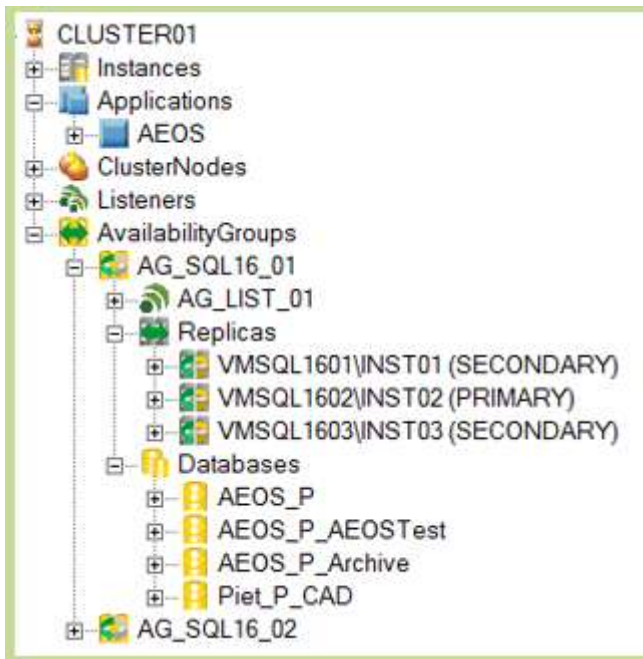 CLUSTER01
Instances
Applications
AEOS
ClusterNodes
Listeners
AvailabilityGroups
AG_SQL16_01
AG_LIST_01
Replicas
VMSQL1601\INST01 (SECONDARY)
VMSQL1602\INST02 (PRIMARY)
VMSQL1603\INST03 (SECONDARY)
Databases
AEOS_P
AEOS_P_AEOSTest
AEOS_P_Archive
Piet_P_CAD
AG_SQL16_02